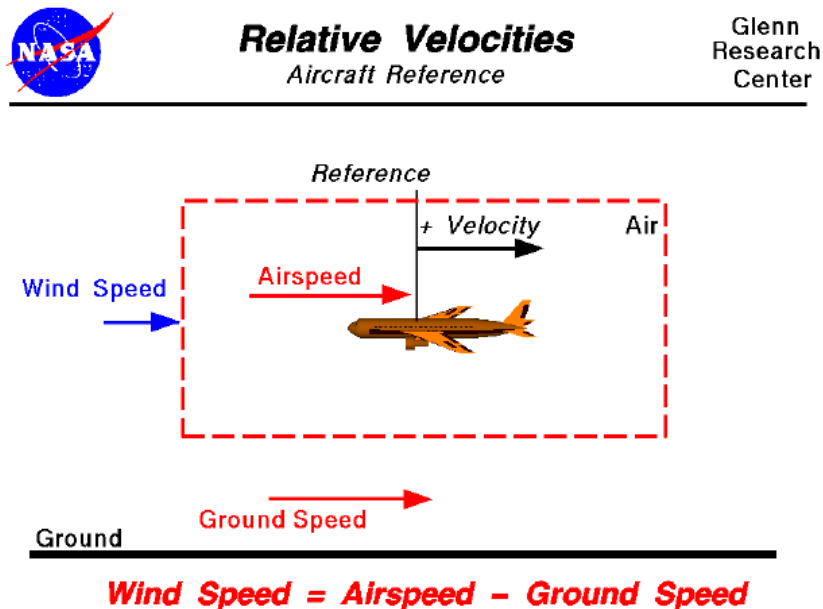 NASA
Relative Velocities
Aircraft Reference
Glenn
Research
Center
Reference
+ Velocity
Air
Airspeed
Wind Speed
Ground Speed
Ground
Wind Speed = Airspeed – Ground Speed